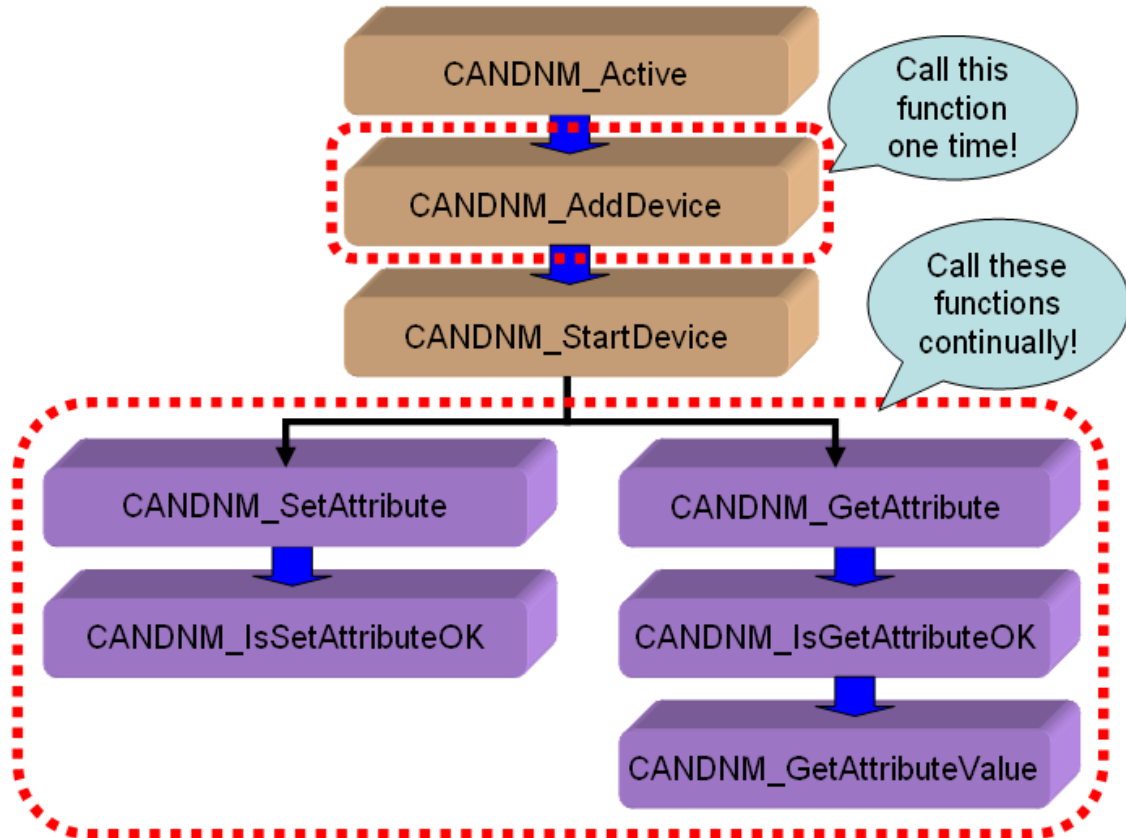 CANDNM_Active
Call this
function
one time!
CANDNM_AddDevice
CANDNM_StartDevice
Call these
functions
continually!
CANDNM_SetAttribute
CANDNM_IsSetAttributeOK
CANDNM_GetAttribute
CANDNM_IsGetAttributeOK
CANDNM_GetAttributeValue